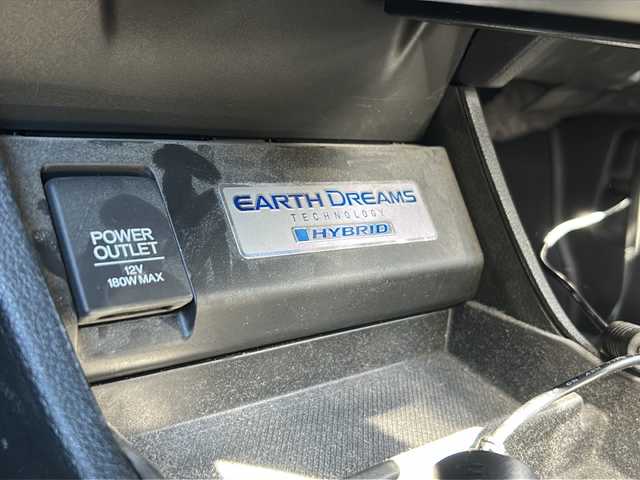 POWER
OUTLET
12V
180W MAX
EARTH DREAMS
TECHNOLOGY
HYBRID